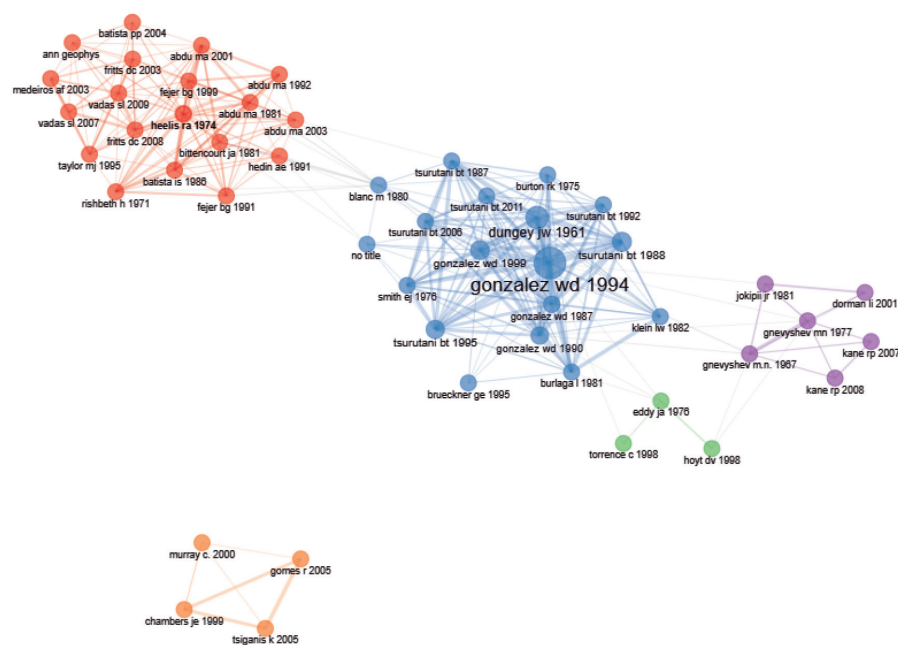 batista pp 2004
ann geophys
abdu ma 2001
fritts dc 2003
medeiros af 2003
fejer bg 1999
abdu ma 1992
vadas sl 2009
abdu ma 1981
vadas sl 2007
heelis ra 1974
abdu ma 2003
fritts dc 2008
bittencourt ja 1981
taylor mj 1995
hedin ae 1991
batista is 1986
rishbeth h 1971
fejer bg 1991
tsurutani bt 1987
burton rk 1975
blanc m 1980
tsurutani bt 2011
tsurutani bt 1992
tsurutani bt 2006
dungey jw 1961
no title
gonzalez wd 1999
tsurutani bt 1988
gonzalez wd 1994
smith ej 1976
jokipii jr 1981
dorman li 2001
gonzalez wd 1987
klein lw 1982
gnevyshev mn 1977
tsurutani bt 1995
gonzalez wd 1990
kane rp 2007
gnevyshev m.n. 1967
burlaga l 1981
kane rp 2008
brueckner ge 1995
eddy ja 1976
torrence c 1998
hoyt dv 1998
murray c. 2000
gomes r 2005
chambers je 1999
tsiganis k 2005